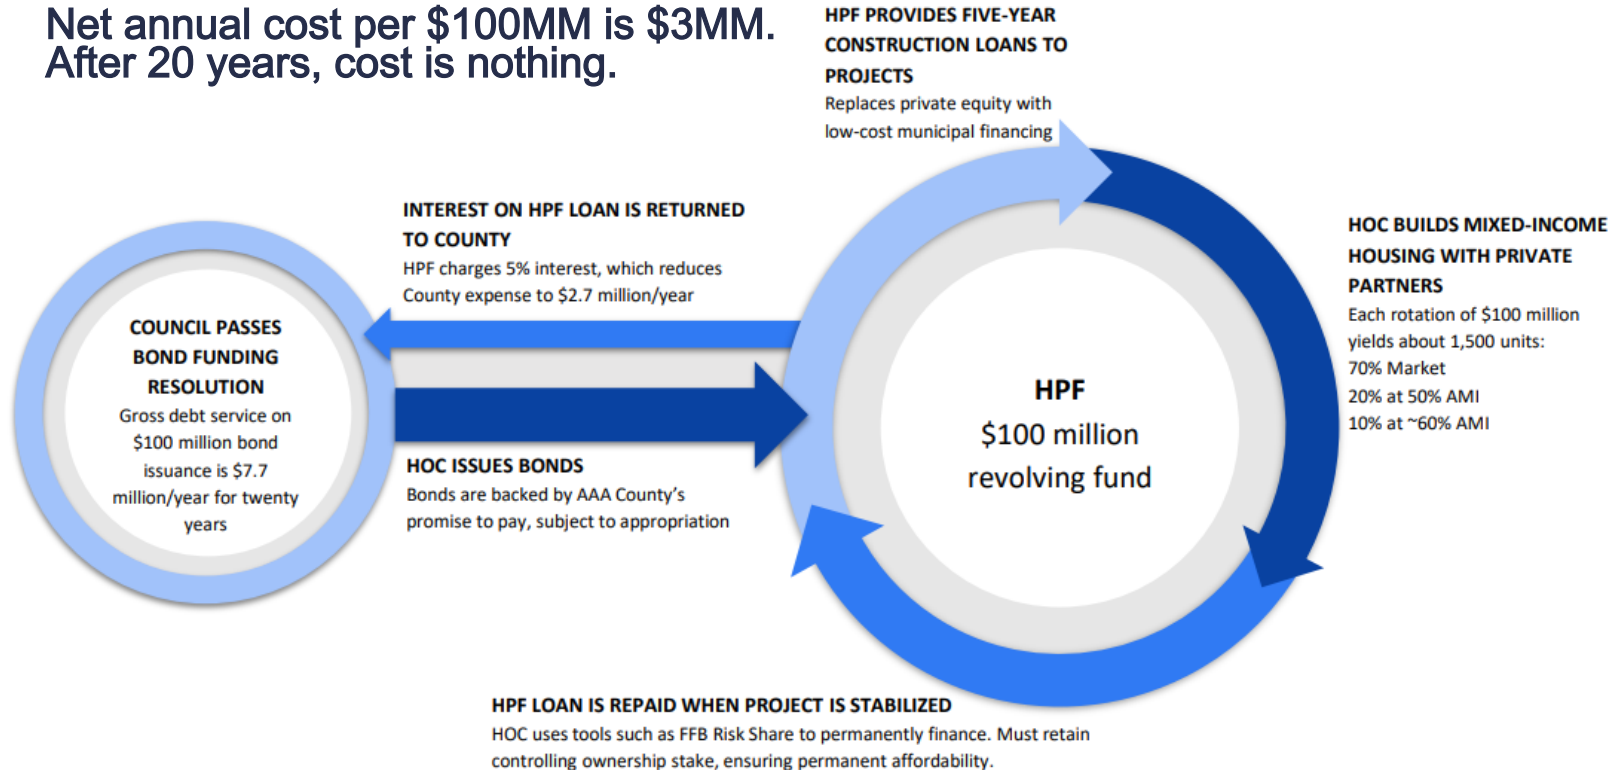 Net annual cost per $100MM is $3MM.
After 20 years, cost is nothing.
HPF PROVIDES FIVE-YEAR
CONSTRUCTION LOANS TO
PROJECTS
Replaces private equity with
low-cost municipal financing
INTEREST ON HPF LOAN IS RETURNED
TO COUNTY
HPF charges 5% interest, which reduces
County expense to $2.7 million/year
HOC BUILDS MIXED-INCOME
HOUSING WITH PRIVATE
PARTNERS
Each rotation of $100 million
yields about 1,500 units:
70% Market
20% at 50% AMI
10% at ~60% AMI
COUNCIL PASSES
BOND FUNDING
RESOLUTION
Gross debt service on
$100 million bond
issuance is $7.7
million/year for twenty
years
HPF
$100 million
revolving fund
HOC ISSUES BONDS
Bonds are backed by AAA County’s
promise to pay, subject to appropriation
HPF LOAN IS REPAID WHEN PROJECT IS STABILIZED
HOC uses tools such as FFB Risk Share to permanently finance. Must retain
controlling ownership stake, ensuring permanent affordability.